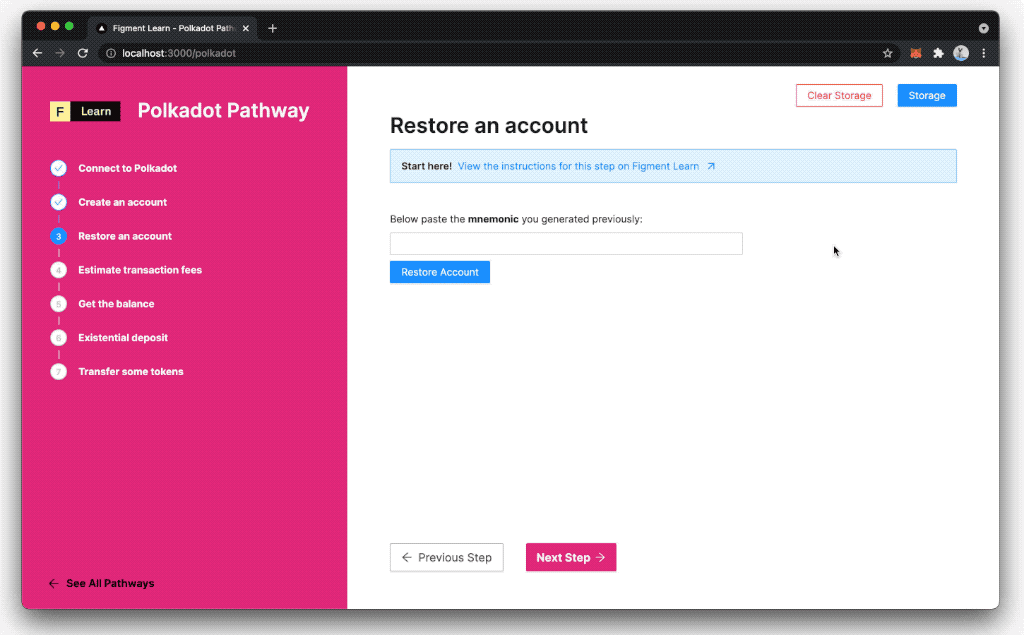 Figment Learn - Polkadot Path
localhost:3000/polkadot
F Learn
Polkadot Pathway
Connect to Polkadot
Create an account
3 Restore an account
4 Estimate transaction fees
5 Get the balance
6 Existential deposit
7 Transfer some tokens
See All Pathways
Clear Storage
Storage
Restore an account
Start here! View the instructions for this step on Figment Learn
Below paste the mnemonic you generated previously:
Restore Account
Previous Step
Next Step